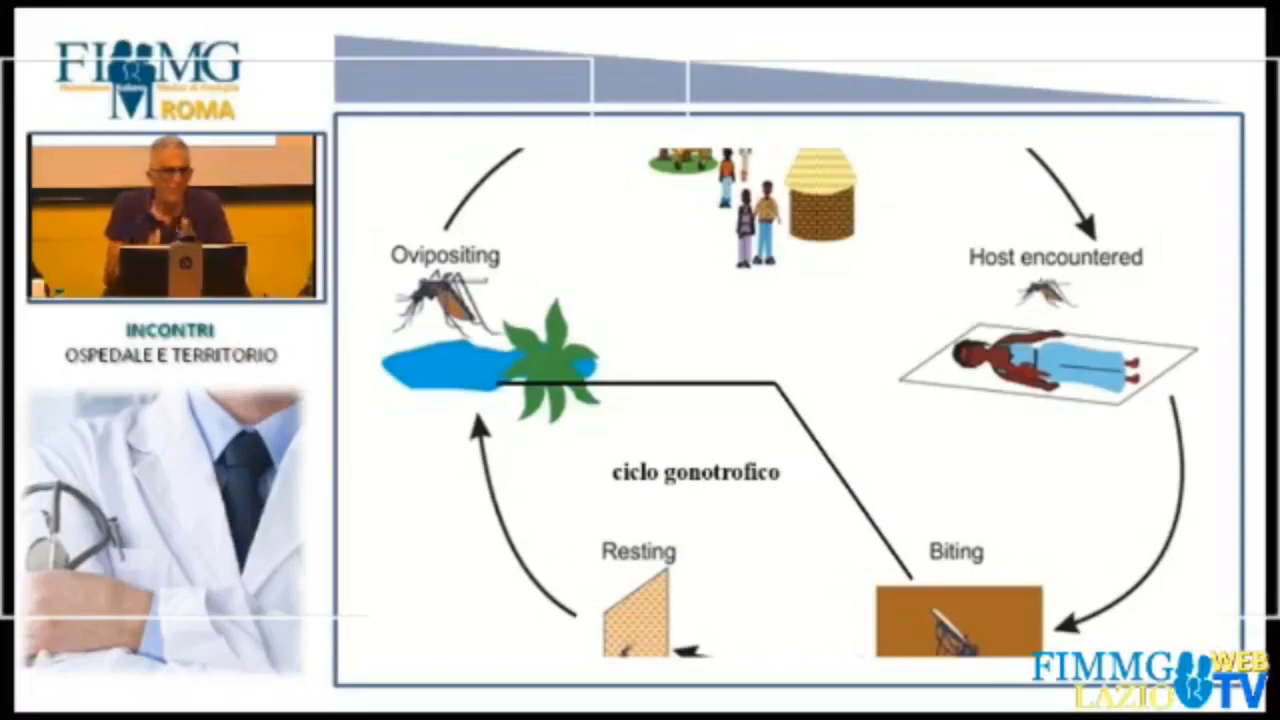 FIMMG
ROMA
INCONTRI
OSPEDALE E TERRITORIO
Ovipositing
Host encountered
ciclo gonotrofico
Resting
Biting
FIMMG WEB
LAZIO TV